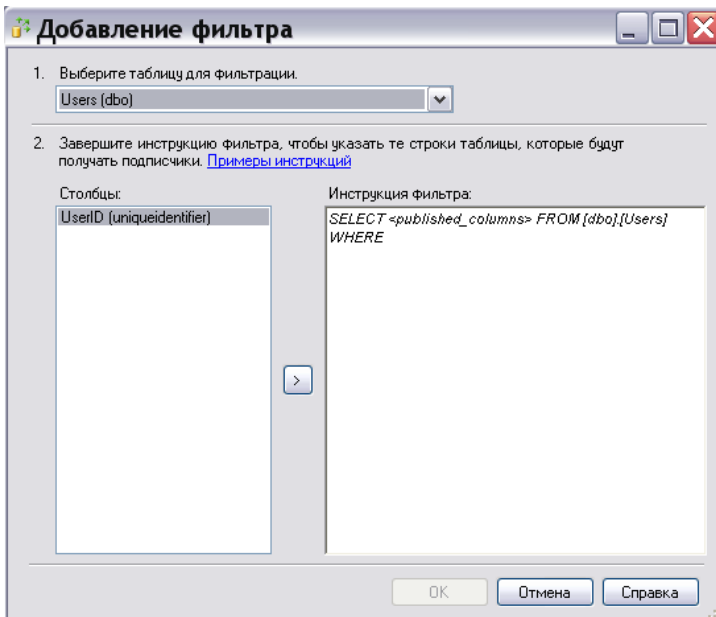 Добавление фильтра
1. Выберите таблицу для фильтрации.
Users (dbo)
2. Завершите инструкцию фильтра, чтобы указать те строки таблицы, которые будут
получать подписчики. Примеры инструкций
Столбцы:
UserID (uniqueidentifier)
>
Инструкция фильтра:
SELECT <published_columns> FROM [dbo].[Users]
WHERE
OK
Отмена
Справка